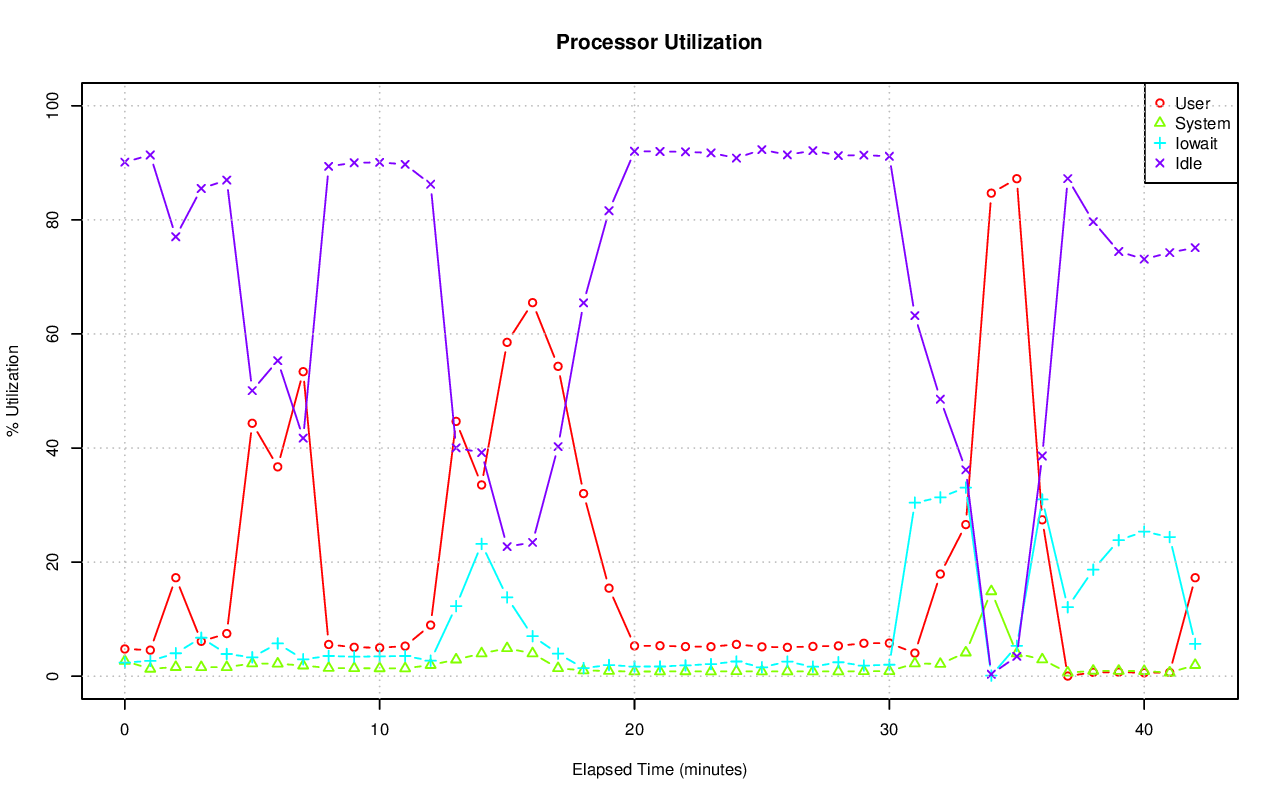 Processor Utilization
% Utilization
100
80
60
40
20
0
User
System
Iowait
Idle
0 10 20 30 40
Elapsed Time (minutes)